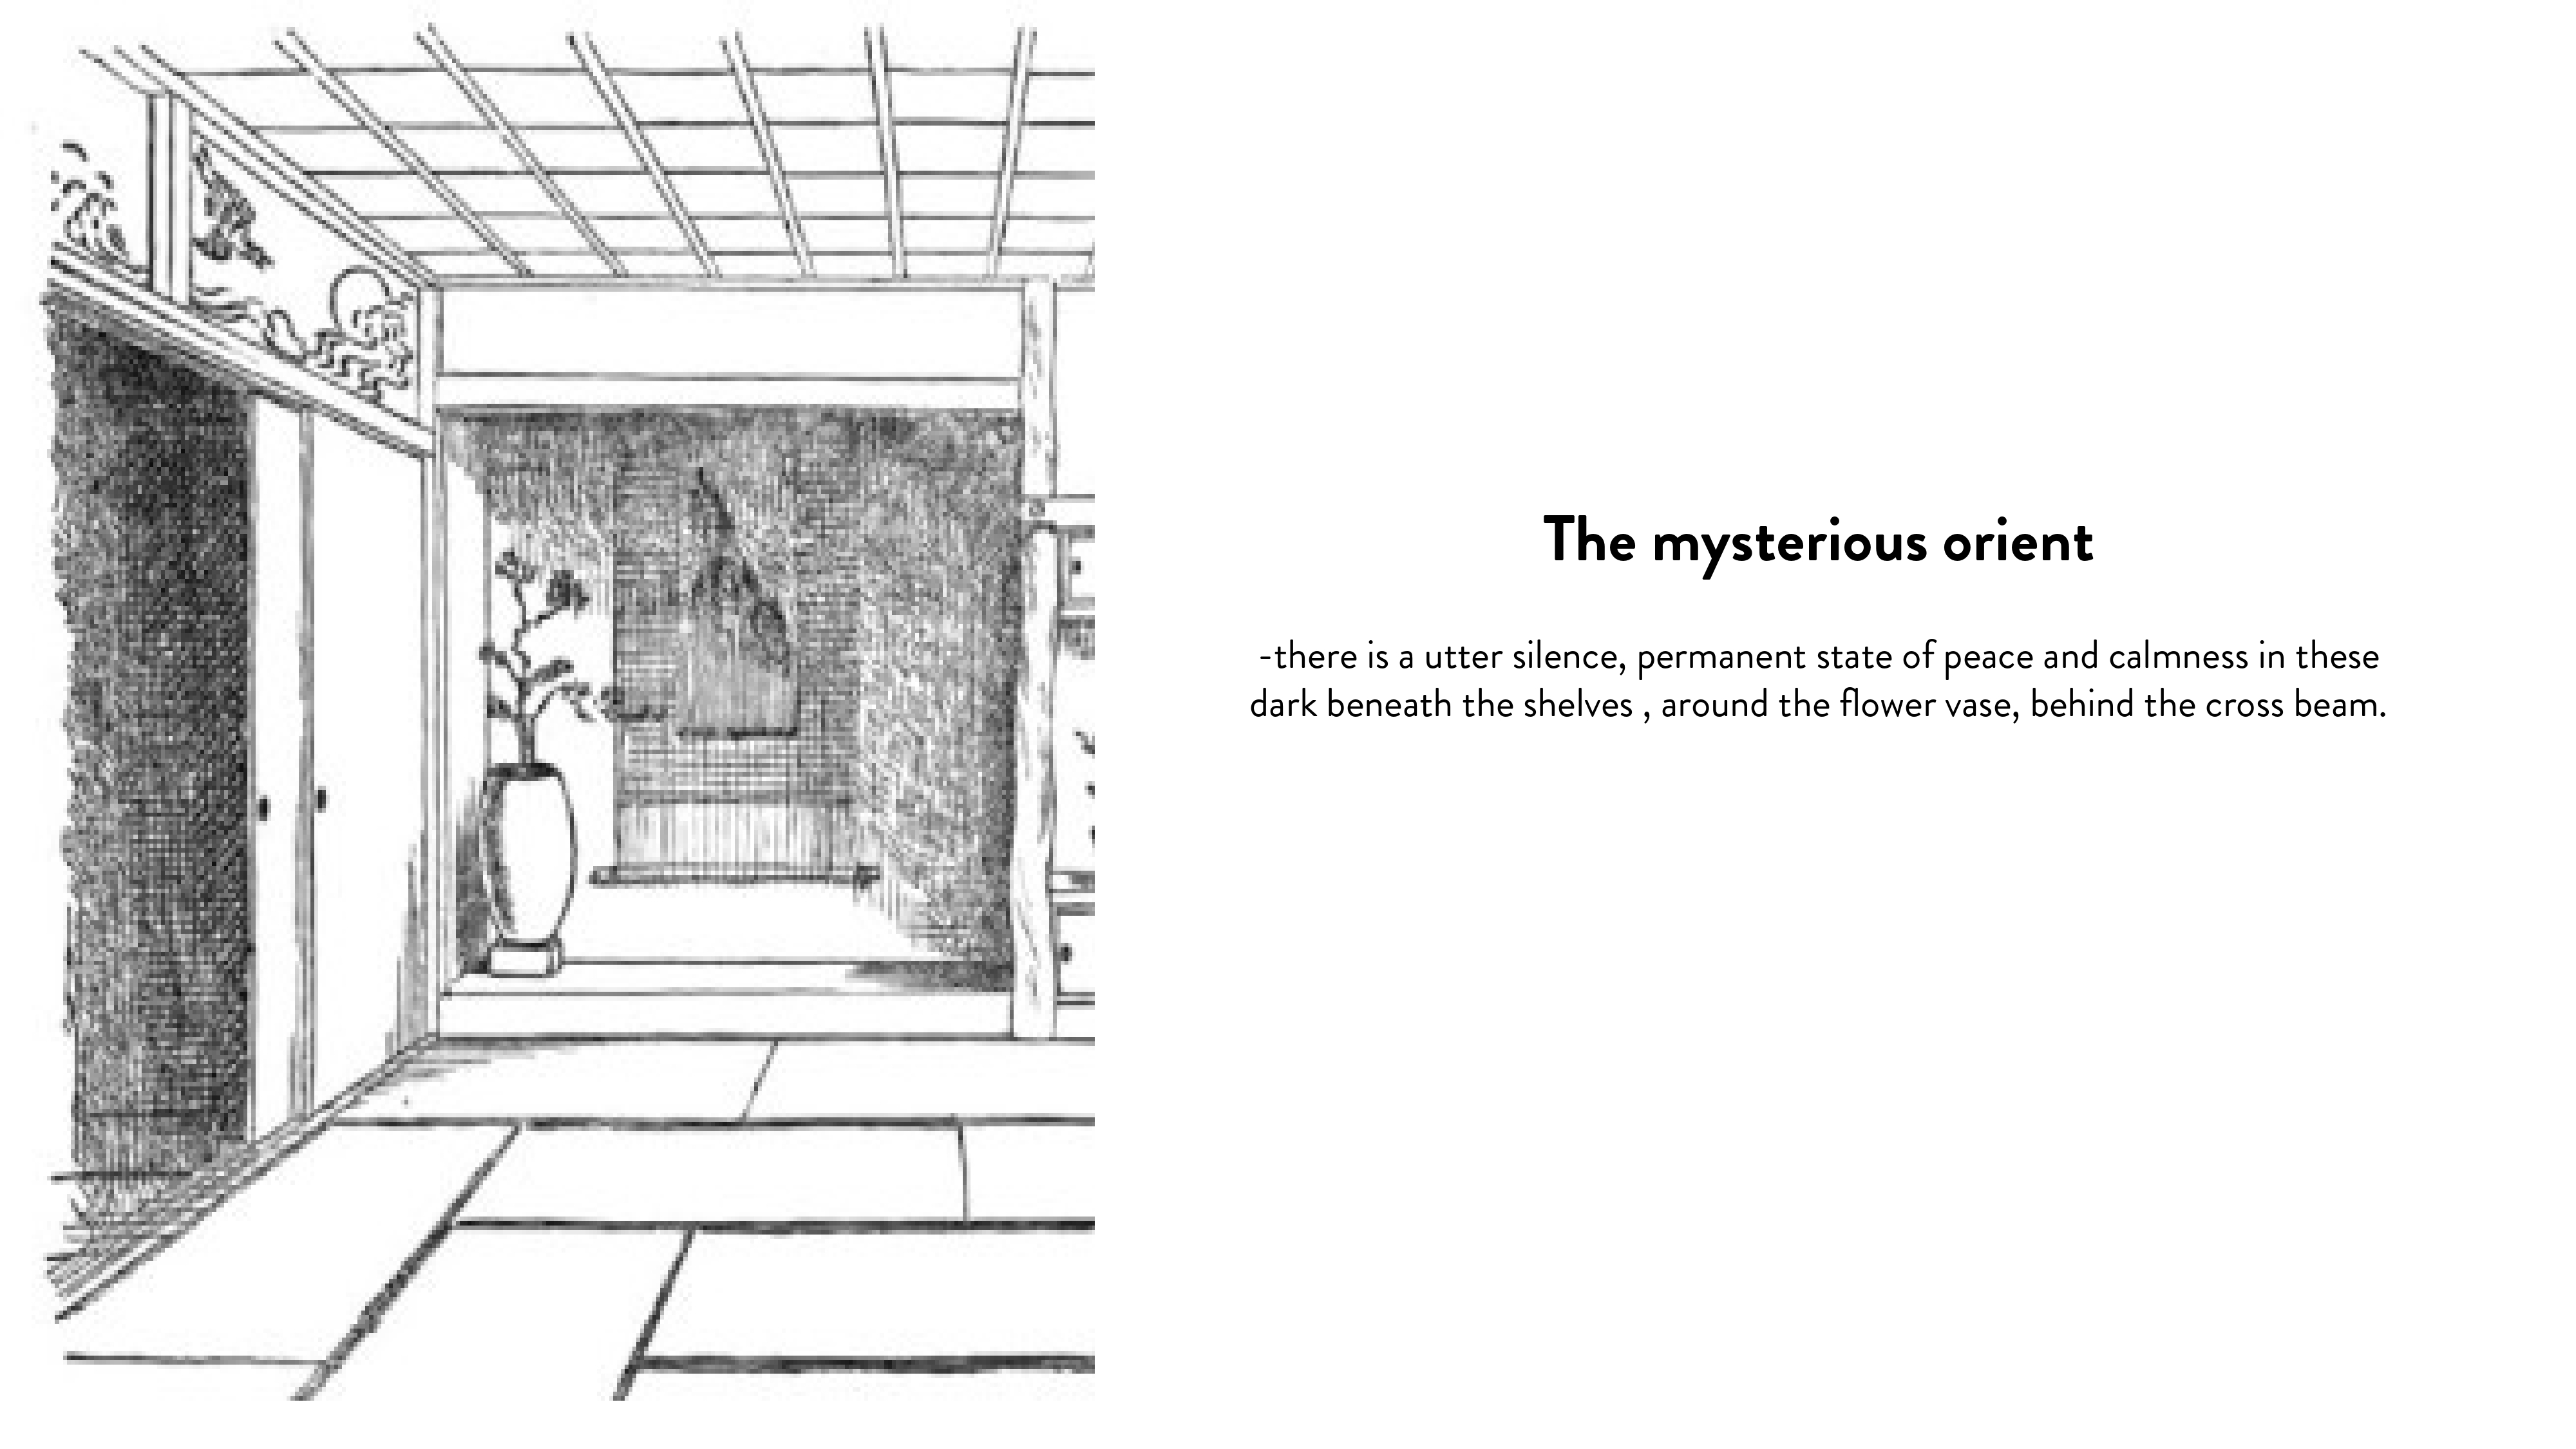 The mysterious orient
-there is a utter silence, permanent state of peace and calmness in these
dark beneath the shelves , around the flower vase, behind the cross beam.